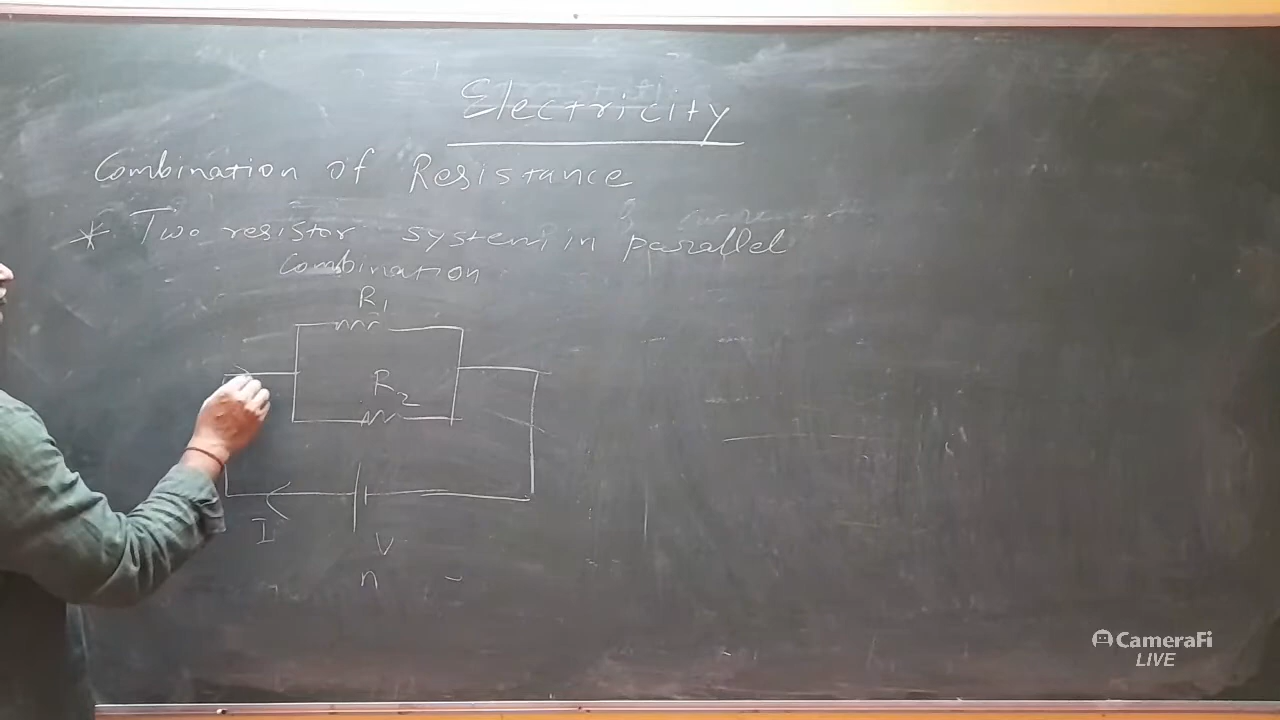 Electricity
Combination of Resistance
* Two resistor system in parallel
Combination
R1
R2
I
V
n
CameraFi
LIVE